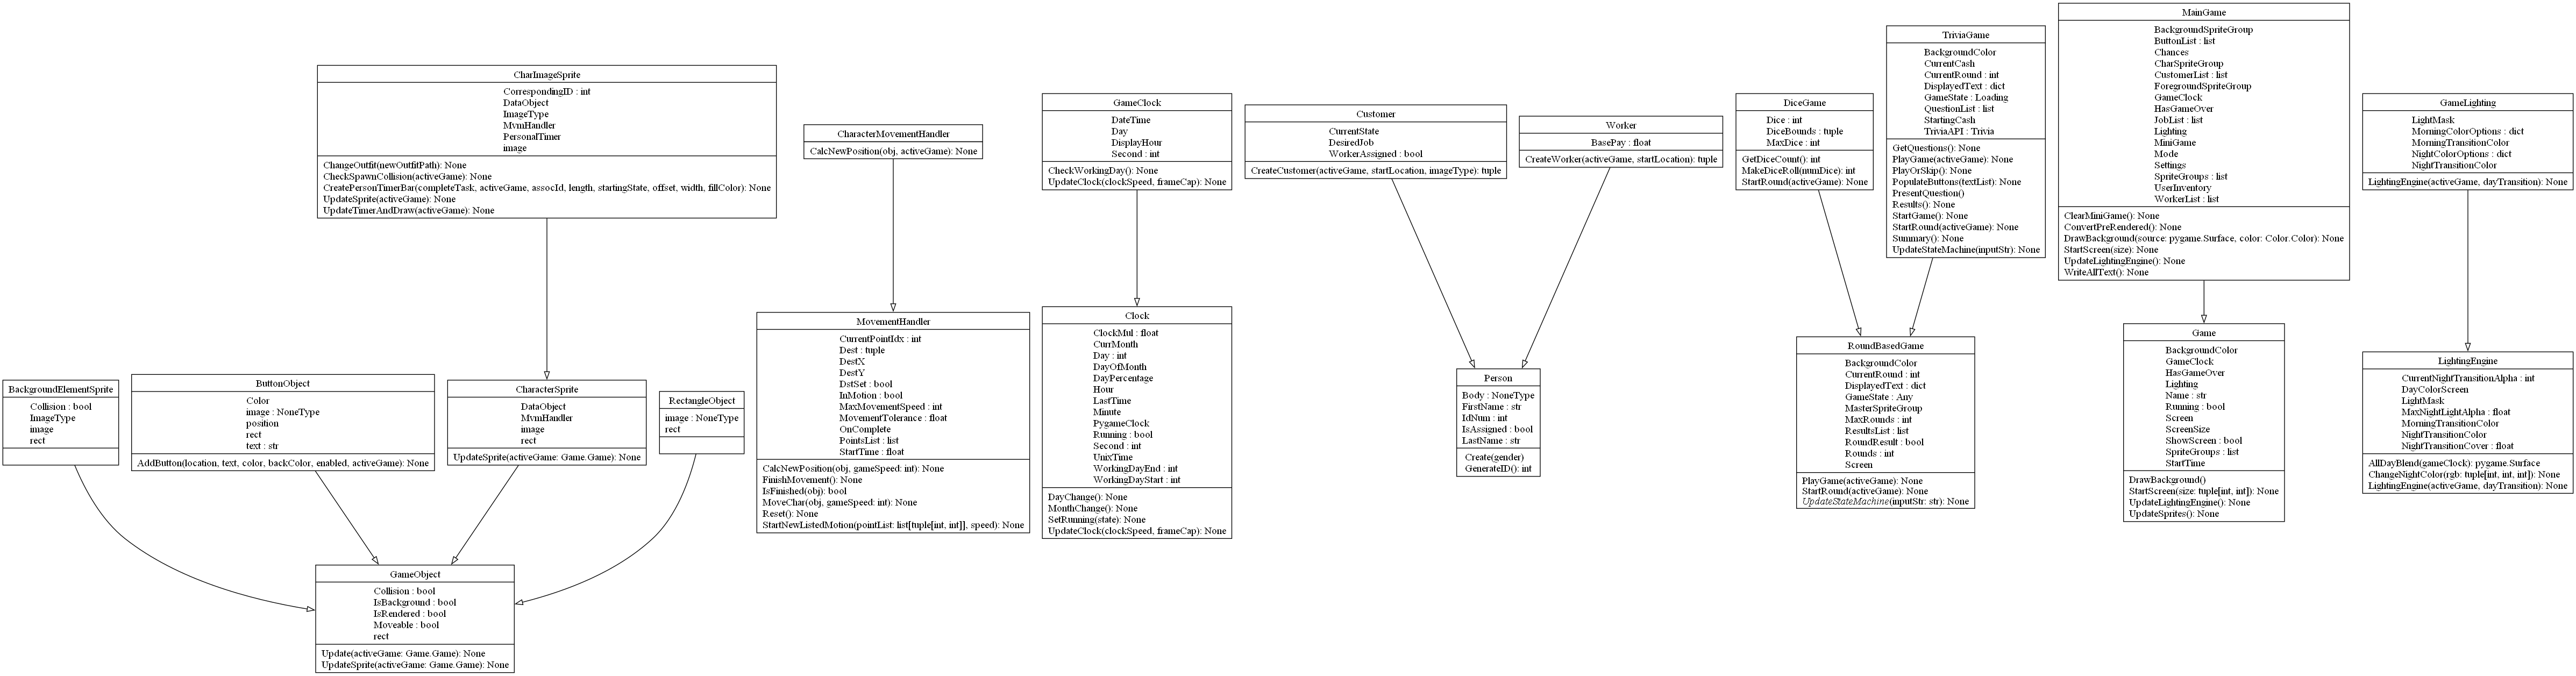 CharImageSprite
CorrespondingID : int
DataObject
ImageType
MvmHandler
PersonalTimer
image
ChangeOutfit(newOutfitPath): None
CheckSpawnCollision(activeGame): None
CreatePersonTimerBar(completeTask, activeGame, assocId, length, startingState, offset, width, fillColor): None
UpdateSprite(activeGame): None
UpdateTimerAndDraw(activeGame): None
CharacterMovementHandler
CalcNewPosition(obj, activeGame): None
GameClock
DateTime
Day
DisplayHour
Second : int
CheckWorkingDay(): None
UpdateClock(clockSpeed, frameCap): None
Customer
CurrentState
DesiredJob
WorkerAssigned : bool
CreateCustomer(activeGame, startLocation, imageType): tuple
Worker
BasePay : float
CreateWorker(activeGame, startLocation): tuple
DiceGame
Dice : int
DiceBounds : tuple
MaxDice : int
GetDiceCount(): int
MakeDiceRoll(numDice): int
StartRound(activeGame): None
TriviaGame
BackgroundColor
CurrentCash
CurrentRound : int
DisplayedText : dict
GameState : Loading
QuestionList : list
StartingCash
TriviaAPI : Trivia
GetQuestions(): None
PlayGame(activeGame): None
PlayOrSkip(): None
PopulateButtons(textList): None
PresentQuestion()
Results(): None
StartGame(): None
StartRound(activeGame): None
Summary(): None
UpdateStateMachine(inputStr): None
MainGame
BackgroundSpriteGroup
ButtonList : list
Chances
CharSpriteGroup
CustomerList : list
ForegroundSpriteGroup
GameClock
HasGameOver
JobList : list
Lighting
MiniGame
Mode
Settings
SpriteGroups : list
UserInventory
WorkerList : list
ClearMiniGame(): None
ConvertPreRendered(): None
DrawBackground(source: pygame.Surface, color: Color.Color): None
StartScreen(size): None
UpdateLightingEngine(): None
WriteAllText(): None
GameLighting
LightMask
MorningColorOptions : dict
MorningTransitionColor
NightColorOptions : dict
NightTransitionColor
LightingEngine(activeGame, dayTransition): None
BackgroundElementSprite
Collision : bool
ImageType
image
rect
ButtonObject
Color
image : NoneType
position
rect
text : str
AddButton(location, text, color, backColor, enabled, activeGame): None
CharacterSprite
DataObject
MvmHandler
image
rect
UpdateSprite(activeGame: Game.Game): None
RectangleObject
image : NoneType
rect
MovementHandler
CurrentPointIdx : int
Dest : tuple
DestX
DestY
DstSet : bool
InMotion : bool
MaxMovementSpeed : int
MovementTolerance : float
OnComplete
PointsList : list
StartTime : float
CalcNewPosition(obj, gameSpeed: int): None
FinishMovement(): None
IsFinished(obj): bool
MoveChar(obj, gameSpeed: int): None
Reset(): None
StartNewListedMotion(pointList: list[tuple[int, int]], speed): None
Clock
ClockMul : float
CurrMonth
Day : int
DayOfMonth
DayPercentage
Hour
LastTime
Minute
PygameClock
Running : bool
Second : int
UnixTime
WorkingDayEnd : int
WorkingDayStart : int
DayChange(): None
MonthChange(): None
SetRunning(state): None
UpdateClock(clockSpeed, frameCap): None
Person
Body : NoneType
FirstName : str
IdNum : int
IsAssigned : bool
LastName : str
Create(gender)
GenerateID(): int
RoundBasedGame
BackgroundColor
CurrentRound : int
DisplayedText : dict
GameState : Any
MasterSpriteGroup
MaxRounds : int
ResultsList : list
RoundResult : bool
Rounds : int
Screen
PlayGame(activeGame): None
StartRound(activeGame): None
UpdateStateMachine(inputStr: str): None
Game
BackgroundColor
GameClock
HasGameOver
Lighting
Name : str
Running : bool
Screen
ScreenSize
ShowScreen : bool
SpriteGroups : list
StartTime
DrawBackground()
StartScreen(size: tuple[int, int]): None
UpdateLightingEngine(): None
UpdateSprites(): None
LightingEngine
CurrentNightTransitionAlpha : int
DayColorScreen
LightMask
MaxNightLightAlpha : float
MorningTransitionColor
NightTransitionColor
NightTransitionCover : float
AllDayBlend(gameClock): pygame.Surface
ChangeNightColor(rgb: tuple[int, int, int]): None
LightingEngine(activeGame, dayTransition): None
GameObject
Collision : bool
IsBackground : bool
IsRendered : bool
Moveable : bool
rect
Update(activeGame: Game.Game): None
UpdateSprite(activeGame: Game.Game): None